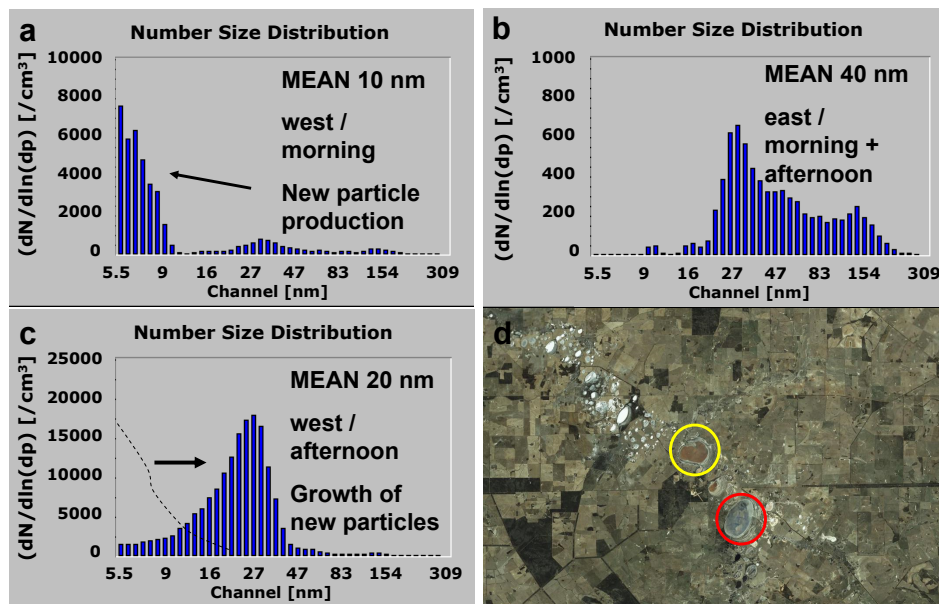 a
Number Size Distribution
(dN/dln(dp) [/cm³]
10000
8000
6000
4000
2000
0
MEAN 10 nm
west /
morning
New particle
production
5.5 9 16 27 47 83 154 309
Channel [nm]
b
Number Size Distribution
(dN/dln(dp) [/cm³]
1000
800
600
400
200
0
MEAN 40 nm
east /
morning +
afternoon
5.5 9 16 27 47 83 154 309
Channel [nm]
c
Number Size Distribution
(dN/dln(dp) [/cm³]
25000
20000
15000
10000
5000
0
MEAN 20 nm
west /
afternoon
Growth of
new particles
5.5 9 16 27 47 83 154 309
Channel [nm]
d